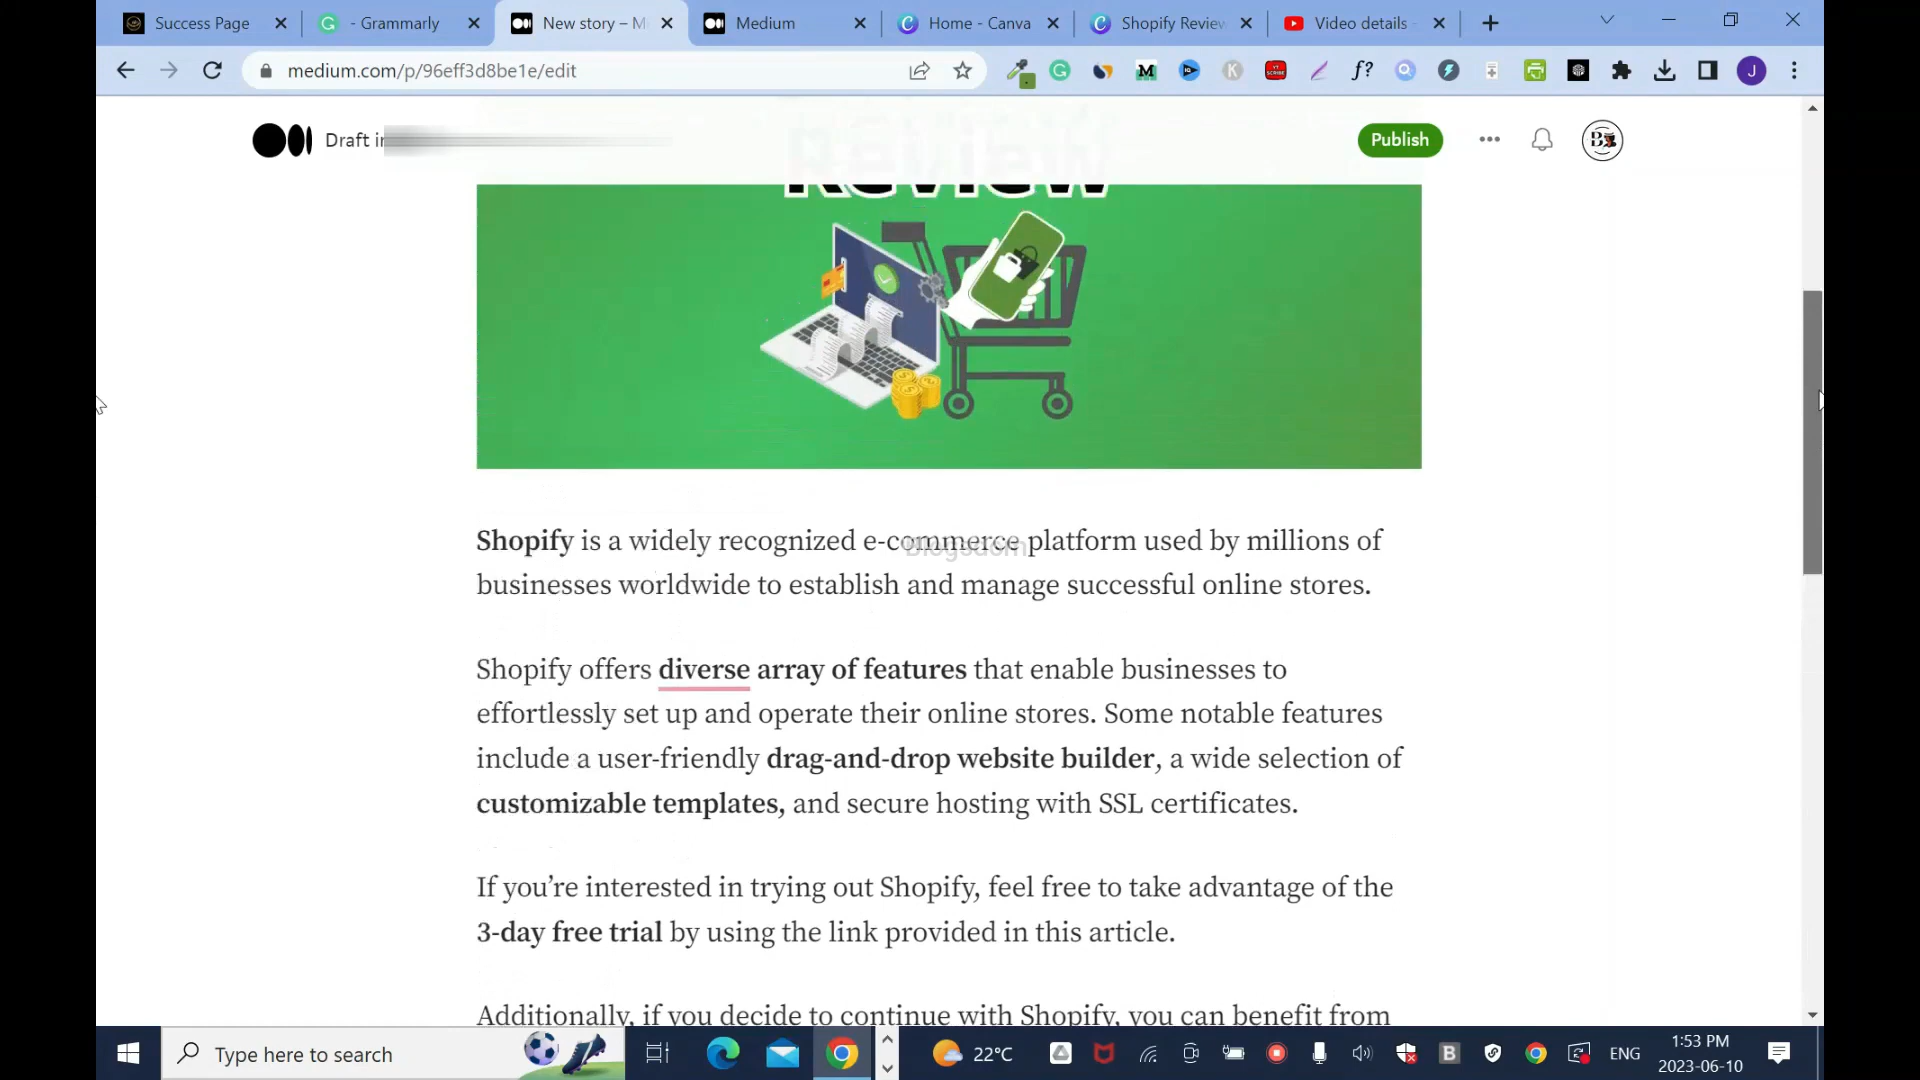 Success Page
- Grammarly
New story – M
Medium
Home - Canva
Shopify Review
Video details -
medium.com/p/96eff3d8be1e/edit
J
Draft in
Publish
Review
Shopify is a widely recognized e-commerce platform used by millions of
Blogsdom
businesses worldwide to establish and manage successful online stores.
Shopify offers diverse array of features that enable businesses to
effortlessly set up and operate their online stores. Some notable features
include a user-friendly drag-and-drop website builder, a wide selection of
customizable templates, and secure hosting with SSL certificates.
If you’re interested in trying out Shopify, feel free to take advantage of the
3-day free trial by using the link provided in this article.
Additionally, if you decide to continue with Shopify, you can benefit from
Type here to search
22°C
ENG
1:53 PM
2023-06-10